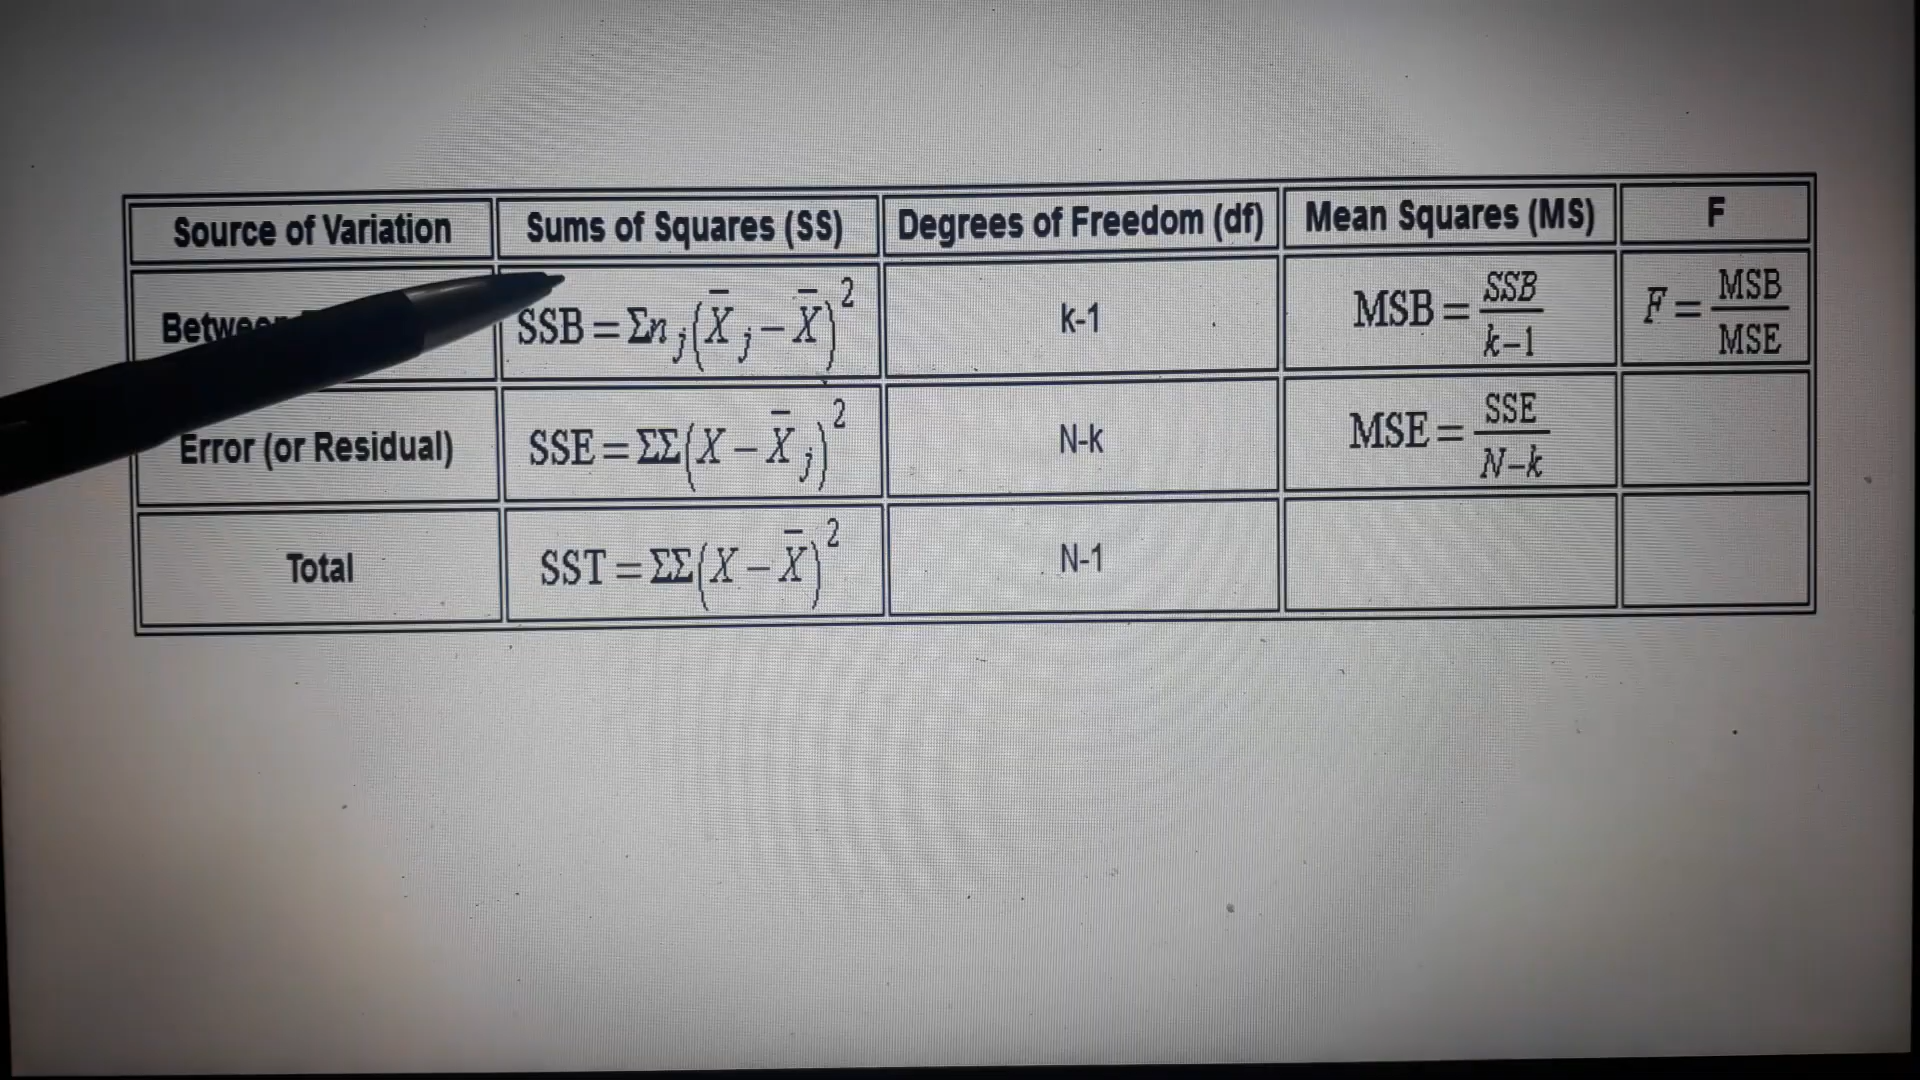 Source of Variation	Sums of Squares (SS)	Degrees of Freedom (df)	Mean Squares (MS)	F
Between	SSB = Σn_j(X̄_j − X̄)²	k-1	MSB = SSB/k−1	F = MSB/MSE
Error (or Residual)	SSE = ΣΣ(X − X̄_j)²	N-k	MSE = SSE/N−k
Total	SST = ΣΣ(X − X̄)²	N-1